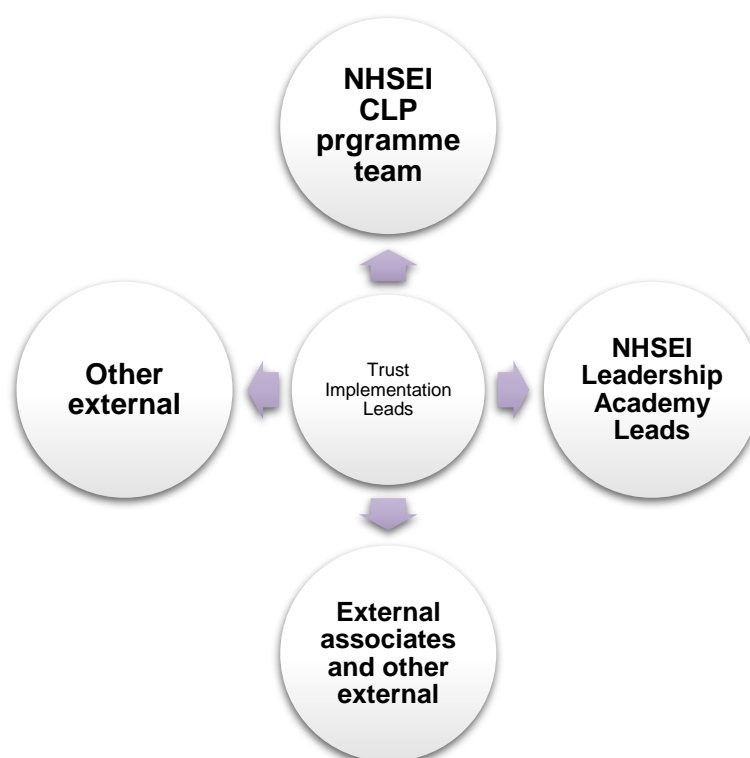 NHSEI
CLP
prgramme
team
Other
external
Trust
Implementation
Leads
NHSEI
Leadership
Academy
Leads
External
associates
and other
external